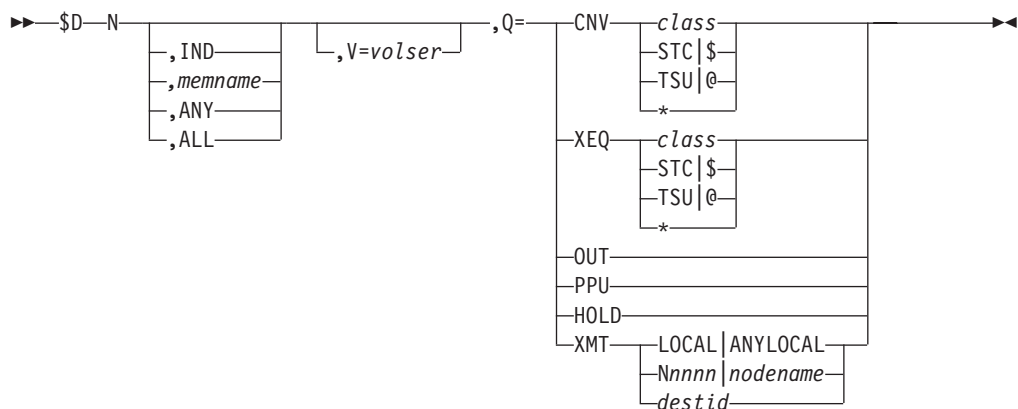 $D N ,Q= CNV class
,IND ,V=volser STC|$
,memname TSU|@
,ANY *
,ALL XEQ class
STC|$
TSU|@
*
OUT
PPU
HOLD
XMT LOCAL|ANYLOCAL
Nnnnn|nodename
destid